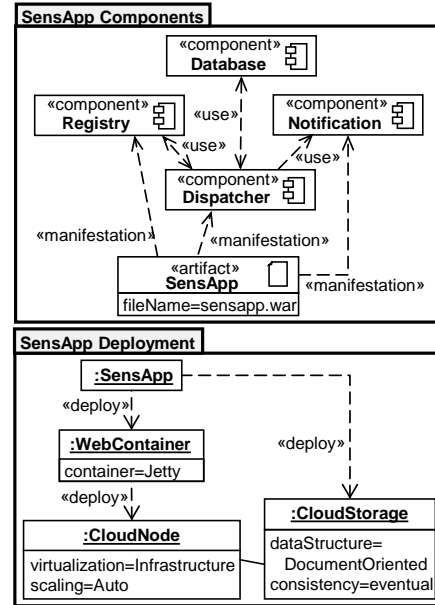 SensApp Components
«component»
Database
«component»
Registry
«use»
«component»
Notification
«use»
«use»
«component»
Dispatcher
«manifestation»
«manifestation»
«artifact»
SensApp
«manifestation»
fileName=sensapp.war
SensApp Deployment
:SensApp
«deploy»
:WebContainer
«deploy»
container=Jetty
«deploy»
:CloudNode
:CloudStorage
virtualization=Infrastructure
scaling=Auto
dataStructure=
DocumentOriented
consistency=eventual